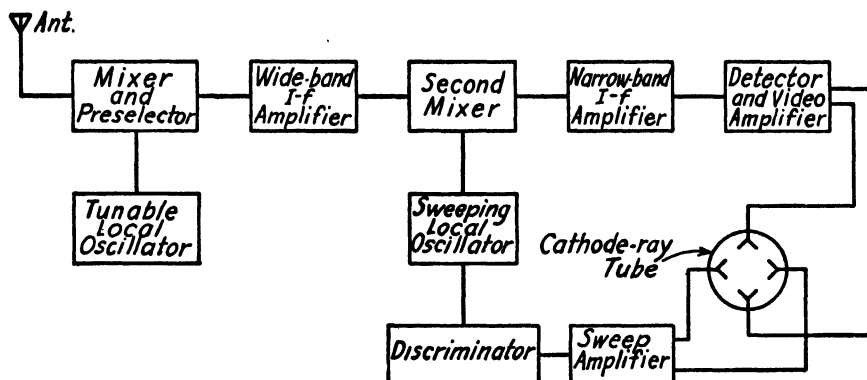 Ant.
Mixer
and
Preselector
Wide-band
I-f
Amplifier
Second
Mixer
Narrow-band
I-f
Amplifier
Detector
and Video
Amplifier
Tunable
Local
Oscillator
Sweeping
Local
Oscillator
Cathode-ray
Tube
Discriminator
Sweep
Amplifier